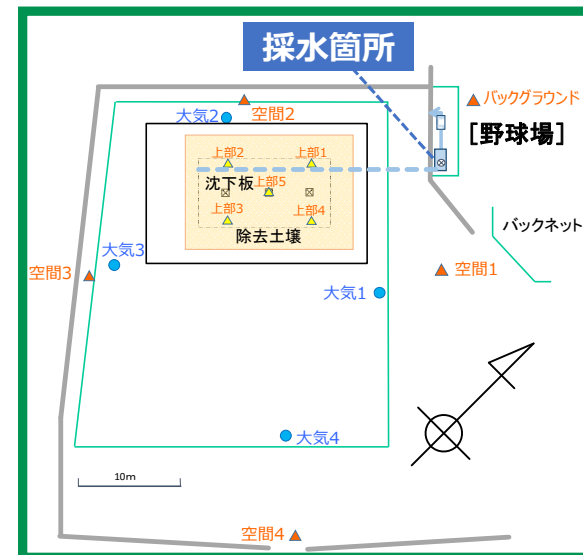 採水箇所
バックグラウンド
[野球場]
大気2
空間2
上部2
上部1
沈下板
上部5
上部3
上部4
除去土壌
バックネット
大気3
空間3
空間1
大気1
大気4
10m
空間4